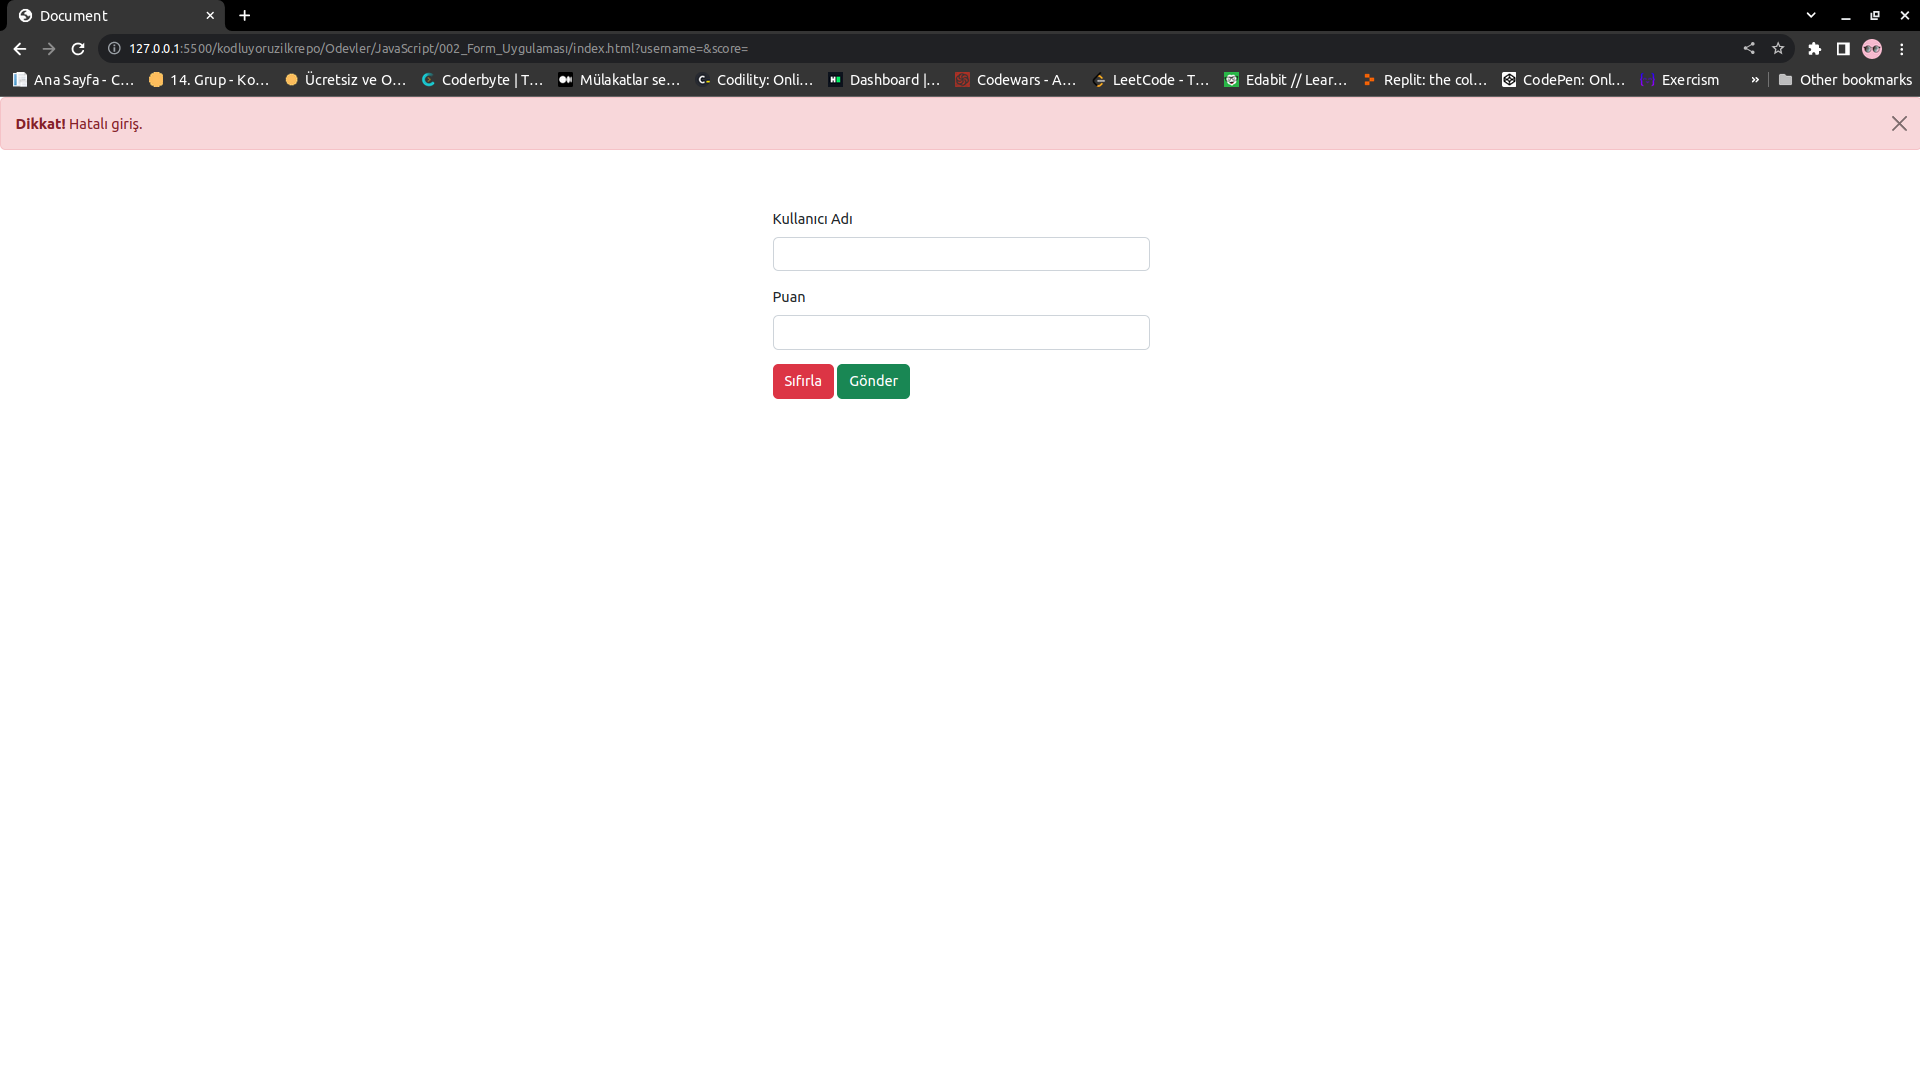 Document
127.0.0.1:5500/kodluyoruzilkrepo/Odevler/JavaScript/002_Form_Uygulaması/index.html?username=&score=
Ana Sayfa - C... 14. Grup - Ko... Ücretsiz ve O... Coderbyte | T... Mülakatlar se... Codility: Onli... Dashboard |... Codewars - A... LeetCode - T... Edabit // Lear... Replit: the col... CodePen: Onl... Exercism » Other bookmarks
Dikkat! Hatalı giriş.
Kullanıcı Adı
Puan
Sıfırla Gönder